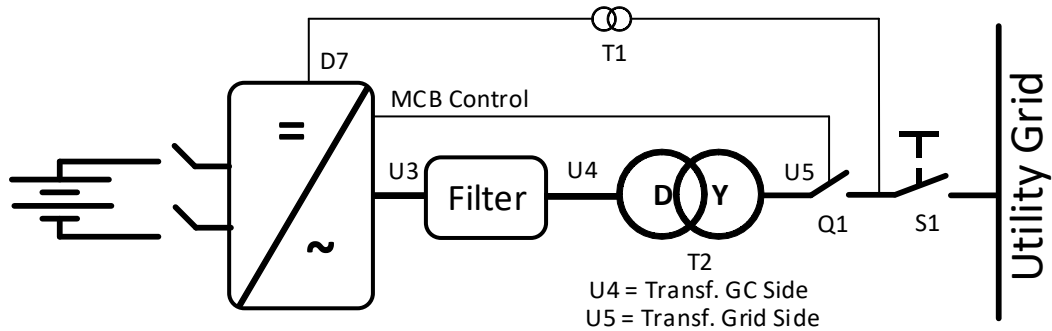 T1
D7
MCB Control
=
~
U3
Filter
U4
D
Y
U5
Q1
S1
T2
U4 = Transf. GC Side
U5 = Transf. Grid Side
Utility Grid